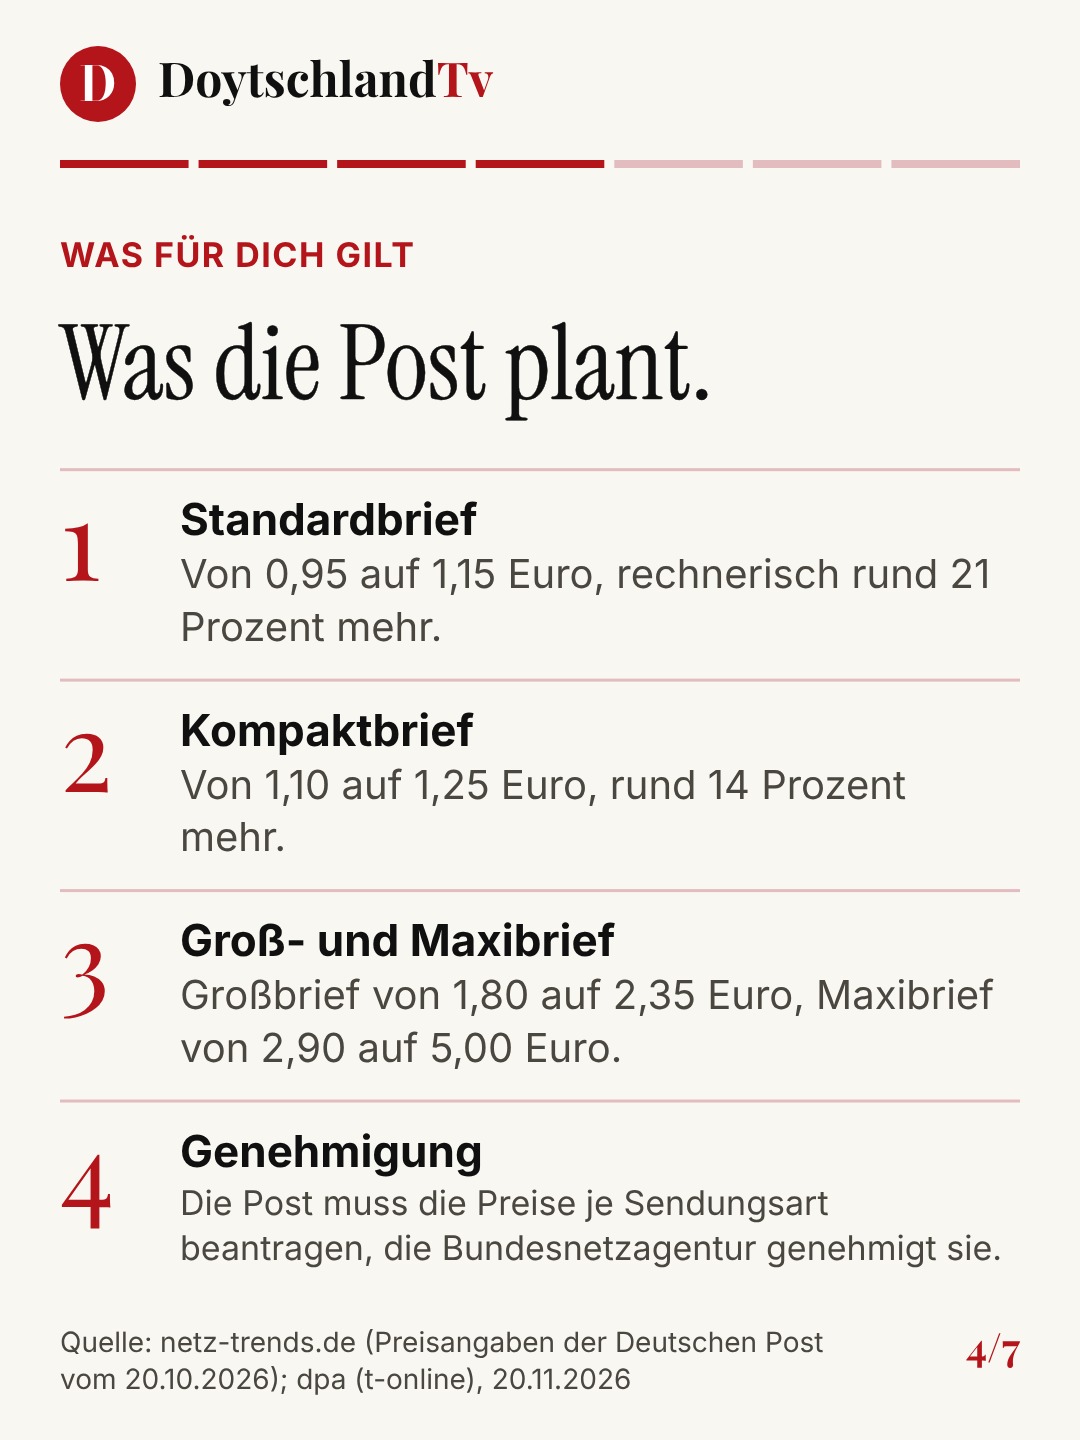 D DoytschlandTv
WAS FÜR DICH GILT
Was die Post plant.
1 Standardbrief
Von 0,95 auf 1,15 Euro, rechnerisch rund 21
Prozent mehr.
2 Kompaktbrief
Von 1,10 auf 1,25 Euro, rund 14 Prozent
mehr.
3 Groß- und Maxibrief
Großbrief von 1,80 auf 2,35 Euro, Maxibrief
von 2,90 auf 5,00 Euro.
4 Genehmigung
Die Post muss die Preise je Sendungsart
beantragen, die Bundesnetzagentur genehmigt sie.
Quelle: netz-trends.de (Preisangaben der Deutschen Post
vom 20.10.2026); dpa (t-online), 20.11.2026
4/7